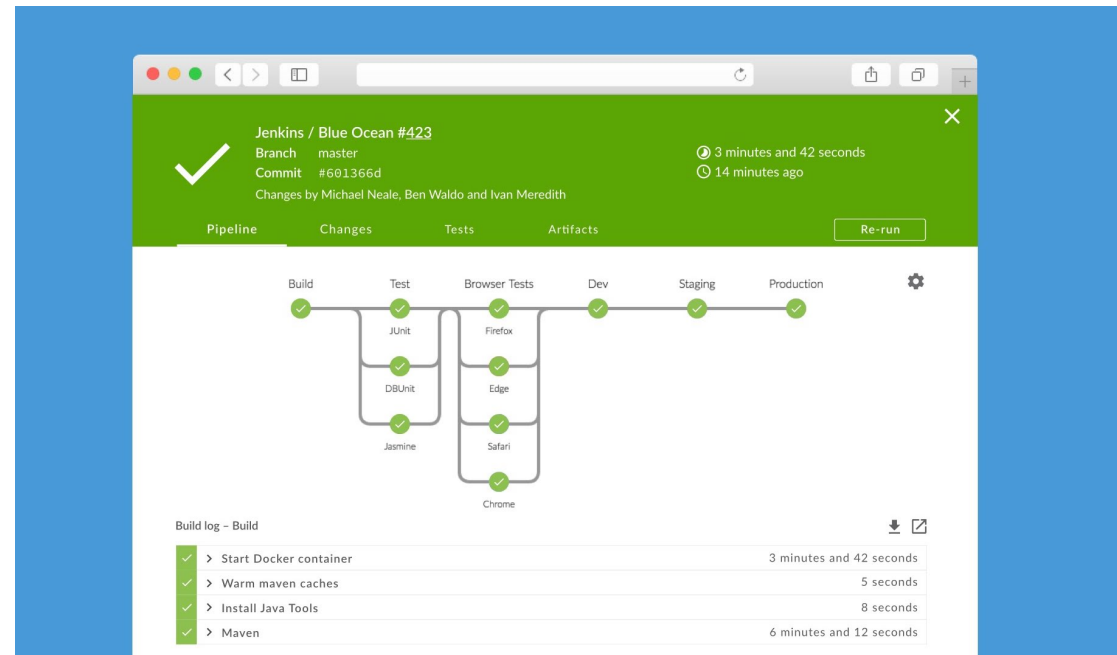 Jenkins / Blue Ocean #423
Branch master
Commit #601366d
Changes by Michael Neale, Ben Waldo and Ivan Meredith
3 minutes and 42 seconds
14 minutes ago
Pipeline Changes Tests Artifacts Re-run
Build Test Browser Tests Dev Staging Production
JUnit Firefox
DBUnit Edge
Jasmine Safari
Chrome
Build log – Build
Start Docker container 3 minutes and 42 seconds
Warm maven caches 5 seconds
Install Java Tools 8 seconds
Maven 6 minutes and 12 seconds